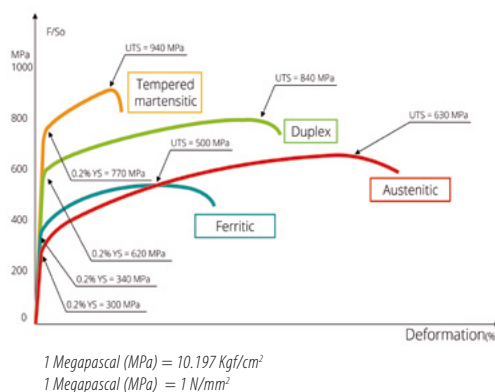 F/So
MPa
1000
800
600
400
200
0
UTS = 940 MPa
Tempered
martensitic
UTS = 840 MPa
Duplex
UTS = 630 MPa
UTS = 500 MPa
0.2% YS = 770 MPa
Austenitic
Ferritic
0.2% YS = 620 MPa
0.2% YS = 340 MPa
0.2% YS = 300 MPa
Deformation(%
1 Megapascal (MPa) = 10.197 Kgf/cm²
1 Megapascal (MPa) = 1 N/mm²